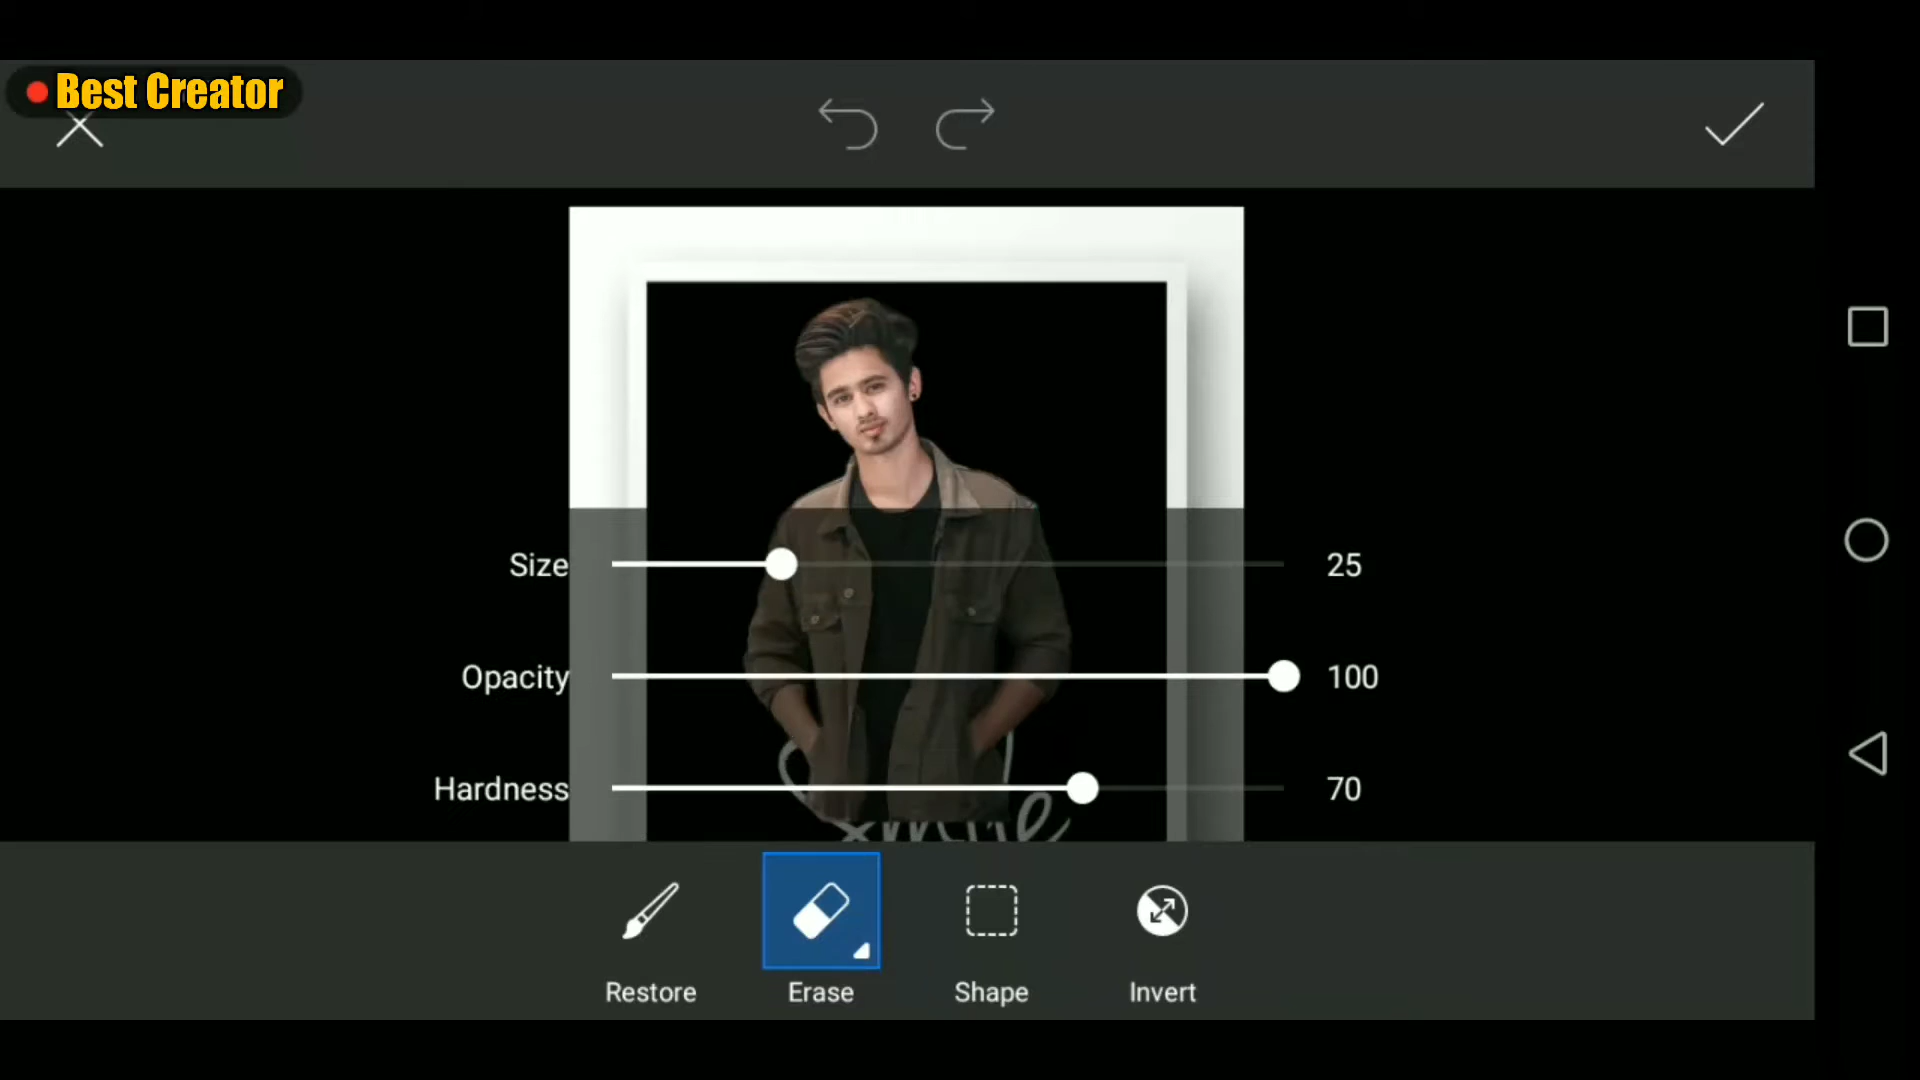 Best Creator
Size 25
Opacity 100
Hardness 70
Restore Erase Shape Invert